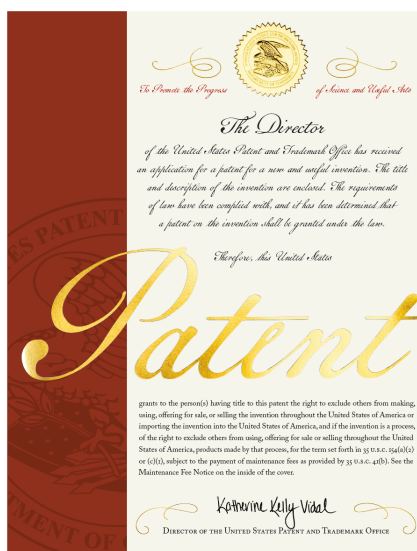 To Promote the Progress of Science and Useful Arts
The Director
of the United States Patent and Trademark Office has received
an application for a patent for a new and useful invention. The title
and description of the invention are enclosed. The requirements
of law have been complied with, and it has been determined that
a patent on the invention shall be granted under the law.
Therefore, this United States
Patent
grants to the person(s) having title to this patent the right to exclude others from making,
using, offering for sale, or selling the invention throughout the United States of America or
importing the invention into the United States of America, and if the invention is a process,
of the right to exclude others from using, offering for sale or selling throughout the United
States of America, products made by that process, for the term set forth in 35 U.S.C. 154(a)(2)
or (c)(1), subject to the payment of maintenance fees as provided by 35 U.S.C. 41(b). See the
Maintenance Fee Notice on the inside of the cover.
Katherine Kelly Vidal
Director of the United States Patent and Trademark Office
ES PATENT
MENT OF